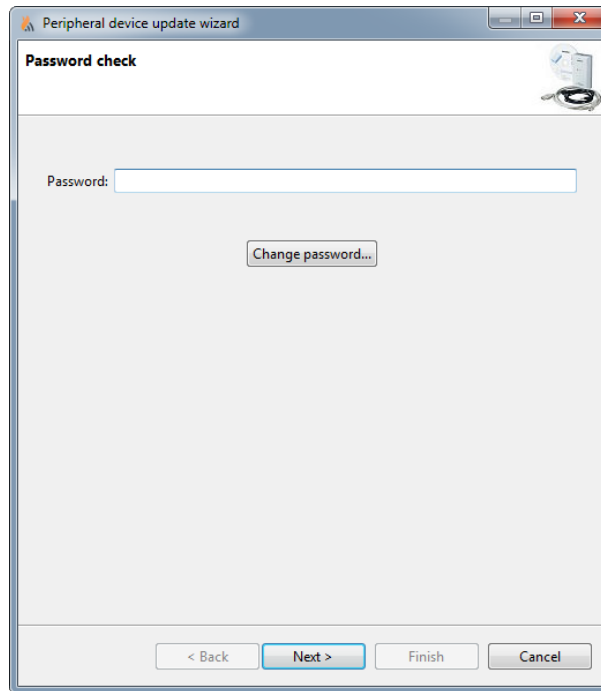 Peripheral device update wizard
Password check
Password:
Change password...
< Back Next > Finish Cancel